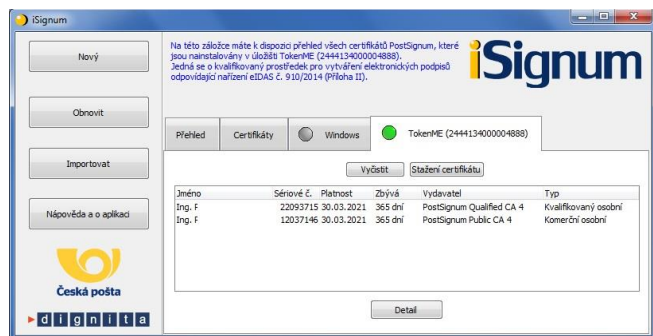 iSignum
Nový
Obnovit
Importovat
Nápověda a o aplikaci
Česká pošta
dignita
Na této záložce máte k dispozici přehled všech certifikátů PostSignum, které
jsou nainstalovány v úložišti TokenME (2444134000004888).
Jedná se o kvalifikovaný prostředek pro vytváření elektronických podpisů
odpovídající nařízení eIDAS č. 910/2014 (Příloha II).
iSignum
Přehled Certifikáty Windows TokenME (2444134000004888)
Vyčistit Stažení certifikátu
Jméno Sériové č. Platnost Zbývá Vydavatel Typ
Ing. 22093715 30.03.2021 365 dní PostSignum Qualified CA 4 Kvalifikovaný osobní
Ing. 12037146 30.03.2021 365 dní PostSignum Public CA 4 Komerční osobní
Detail